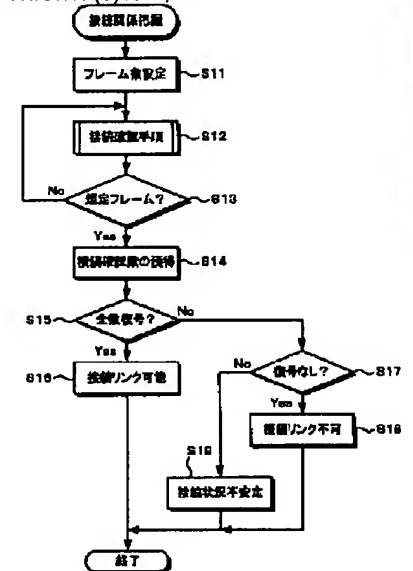 接続関係把握
フレーム数設定
S11
接続確認手順
S12
No
規定フレーム?
S13
Yes
接続確認数の獲得
S14
S15
全数復号?
No
Yes
S16
接続リンク可能
No
復号なし?
S17
Yes
接続リンク不可
S18
S19
接続状況不安定
終了